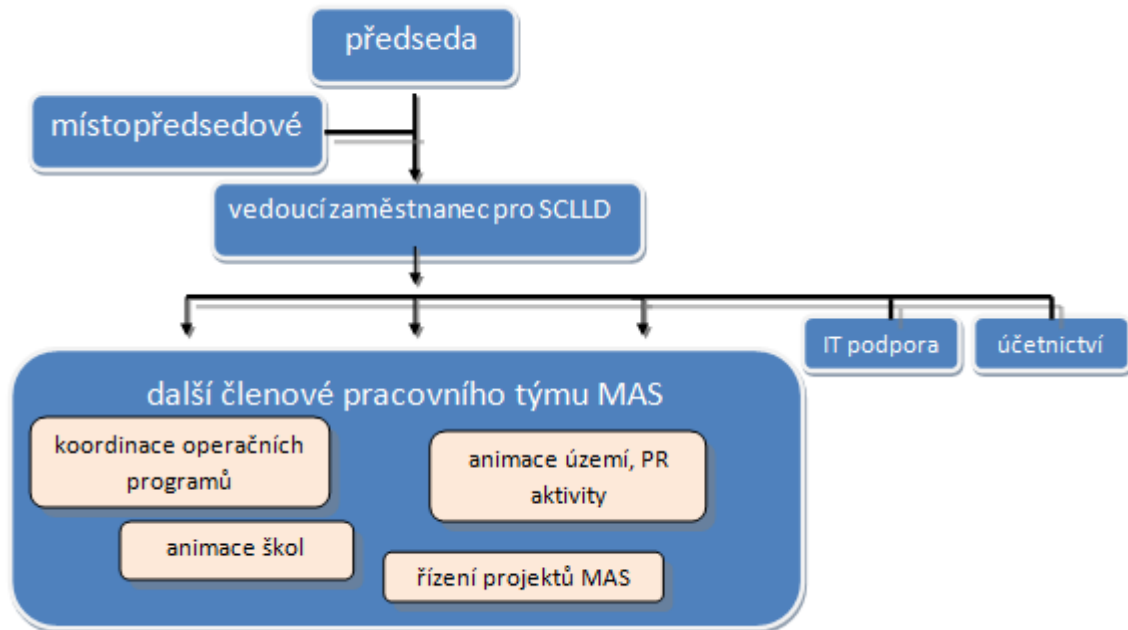 předseda
místopředsedové
vedoucí zaměstnanec pro SCLLD
IT podpora
účetnictví
další členové pracovního týmu MAS
koordinace operačních
programů
animace území, PR
aktivity
animace škol
řízení projektů MAS